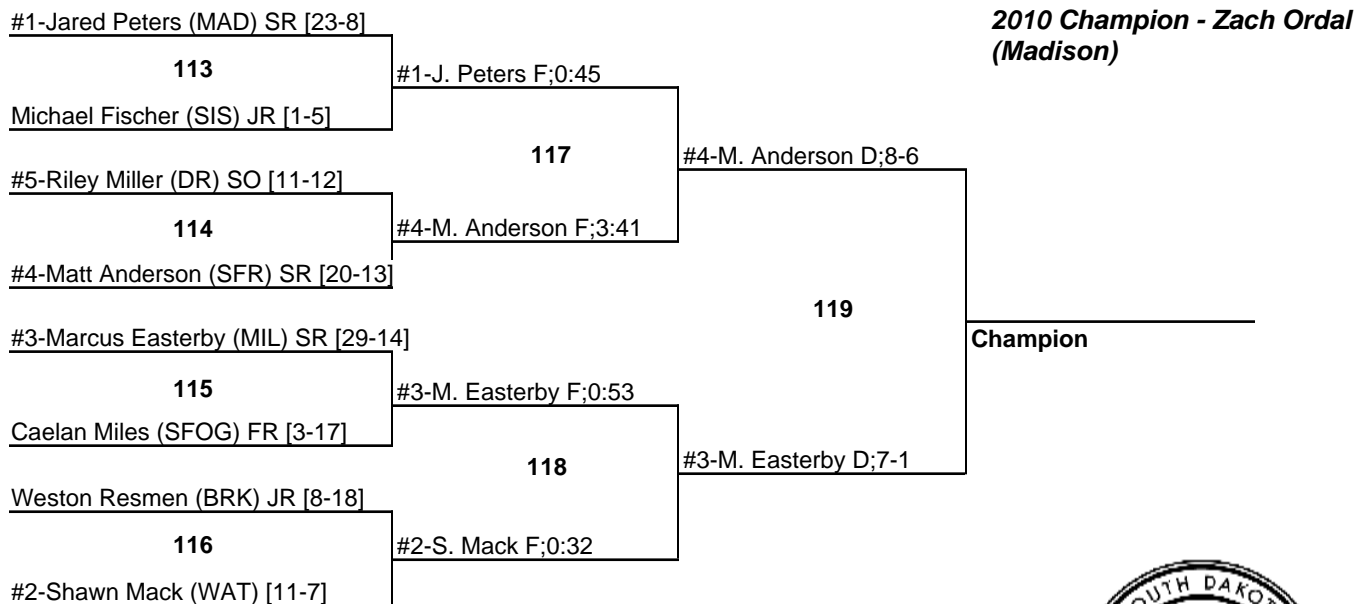 #1-Jared Peters (MAD) SR [23-8]
2010 Champion - Zach Ordal
(Madison)
113
#1-J. Peters F;0:45
Michael Fischer (SIS) JR [1-5]
117
#4-M. Anderson D;8-6
#5-Riley Miller (DR) SO [11-12]
114
#4-M. Anderson F;3:41
#4-Matt Anderson (SFR) SR [20-13]
119
#3-Marcus Easterby (MIL) SR [29-14]
Champion
115
#3-M. Easterby F;0:53
Caelan Miles (SFOG) FR [3-17]
118
#3-M. Easterby D;7-1
Weston Resmen (BRK) JR [8-18]
116
#2-S. Mack F;0:32
#2-Shawn Mack (WAT) [11-7]